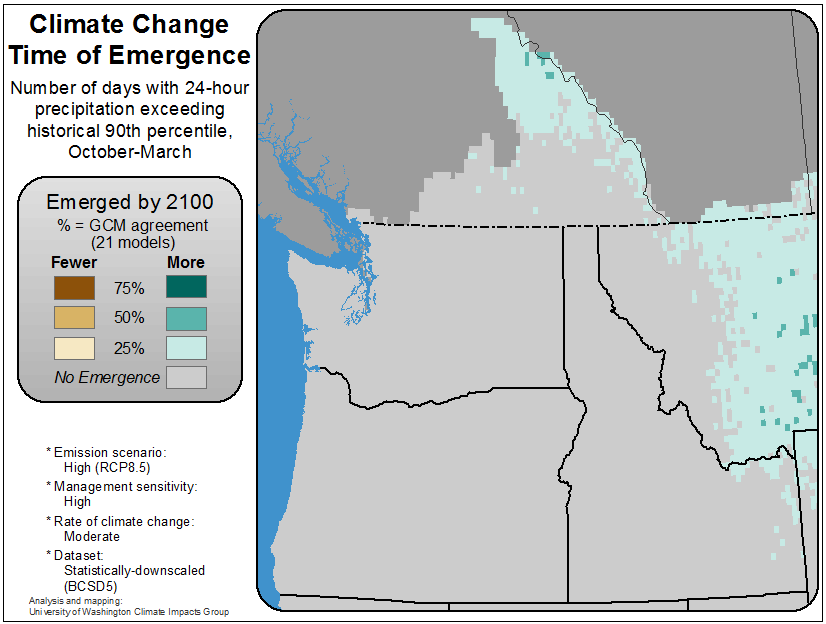 Climate Change
Time of Emergence
Number of days with 24-hour
precipitation exceeding
historical 90th percentile,
October-March
Emerged by 2100
% = GCM agreement
(21 models)
Fewer More
75%
50%
25%
No Emergence
* Emission scenario:
High (RCP8.5)
* Management sensitivity:
High
* Rate of climate change:
Moderate
* Dataset:
Statistically-downscaled
(BCSD5)
Analysis and mapping:
University of Washington Climate Impacts Group